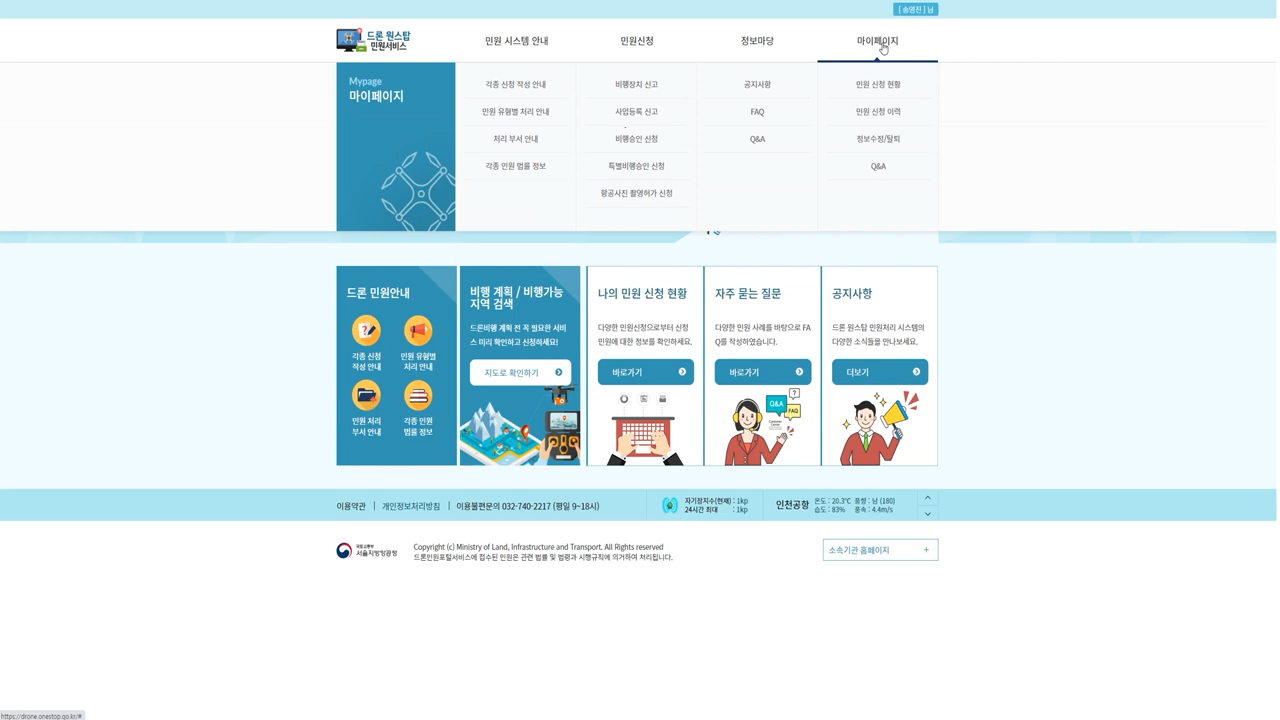 [ 송영진 ] 님
드론 원스탑
민원서비스
민원 시스템 안내
민원신청
정보마당
마이페이지
Mypage
마이페이지
각종 신청 작성 안내
민원 유형별 처리 안내
처리 부서 안내
각종 민원 법률 정보
비행장치 신고
사업등록 신고
비행승인 신청
특별비행승인 신청
항공사진 촬영허가 신청
공지사항
FAQ
Q&A
민원 신청 현황
민원 신청 이력
정보수정/탈퇴
Q&A
드론 민원안내
각종 신청
작성 안내
민원 유형별
처리 안내
민원 처리
부서 안내
각종 민원
법률 정보
비행 계획 / 비행가능
지역 검색
드론비행 계획 전 꼭 필요한 서비
스 미리 확인하고 신청하세요!
지도로 확인하기
나의 민원 신청 현황
다양한 민원신청으로부터 신청
민원에 대한 정보를 확인하세요.
바로가기
자주 묻는 질문
다양한 민원 사례를 바탕으로 FA
Q를 작성하였습니다.
바로가기
?
Q&A
FAQ
Customer
Center
공지사항
드론 원스탑 민원처리 시스템의
다양한 소식들을 만나보세요.
더보기
이용약관
개인정보처리방침
이용불편문의 032-740-2217 (평일 9~18시)
자기장지수(현재) : 1kp
24시간 최대 : 1kp
인천공항
온도 : 20.3℃ 풍향 : 남 (180)
습도 : 83% 풍속 : 4.4m/s
국토교통부
서울지방항공청
Copyright (c) Ministry of Land, Infrastructure and Transport. All Rights reserved
드론민원포털서비스에 접수된 민원은 관련 법률 및 법령과 시행규칙에 의거하여 처리됩니다.
소속기관 홈페이지 +
https://drone.onestop.go.kr/#